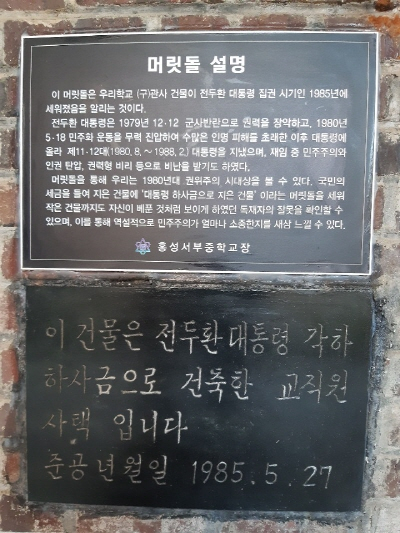 머릿돌 설명
이 머릿돌은 우리학교 (구)관사 건물이 전두환 대통령 집권 시기인 1985년에
세워졌음을 알리는 것이다.
전두환 대통령은 1979년 12·12 군사반란으로 권력을 장악하고, 1980년
5·18 민주화 운동을 무력 진압하여 수많은 인명 피해를 초래한 이후 대통령에
올라 제11·12대(1980. 8. ~ 1988. 2.) 대통령을 지냈으며, 재임 중 민주주의와
인권 탄압, 권력형 비리 등으로 비난을 받기도 하였다.
머릿돌을 통해 우리는 1980년대 권위주의 시대상을 볼 수 있다. 국민의
세금을 들여 지은 건물에 '대통령 하사금으로 지은 건물' 이라는 머릿돌을 세워
작은 건물까지도 자신이 베푼 것처럼 보이게 하였던 독재자의 잘못을 확인할 수
있으며, 이를 통해 역설적으로 민주주의가 얼마나 소중한지를 새삼 느낄 수 있다.
홍성서부중학교장
이 건물은 전두환대통령 각하
하사금으로 건축한 교직원
사택 입니다
준공년월일 1985.5.27